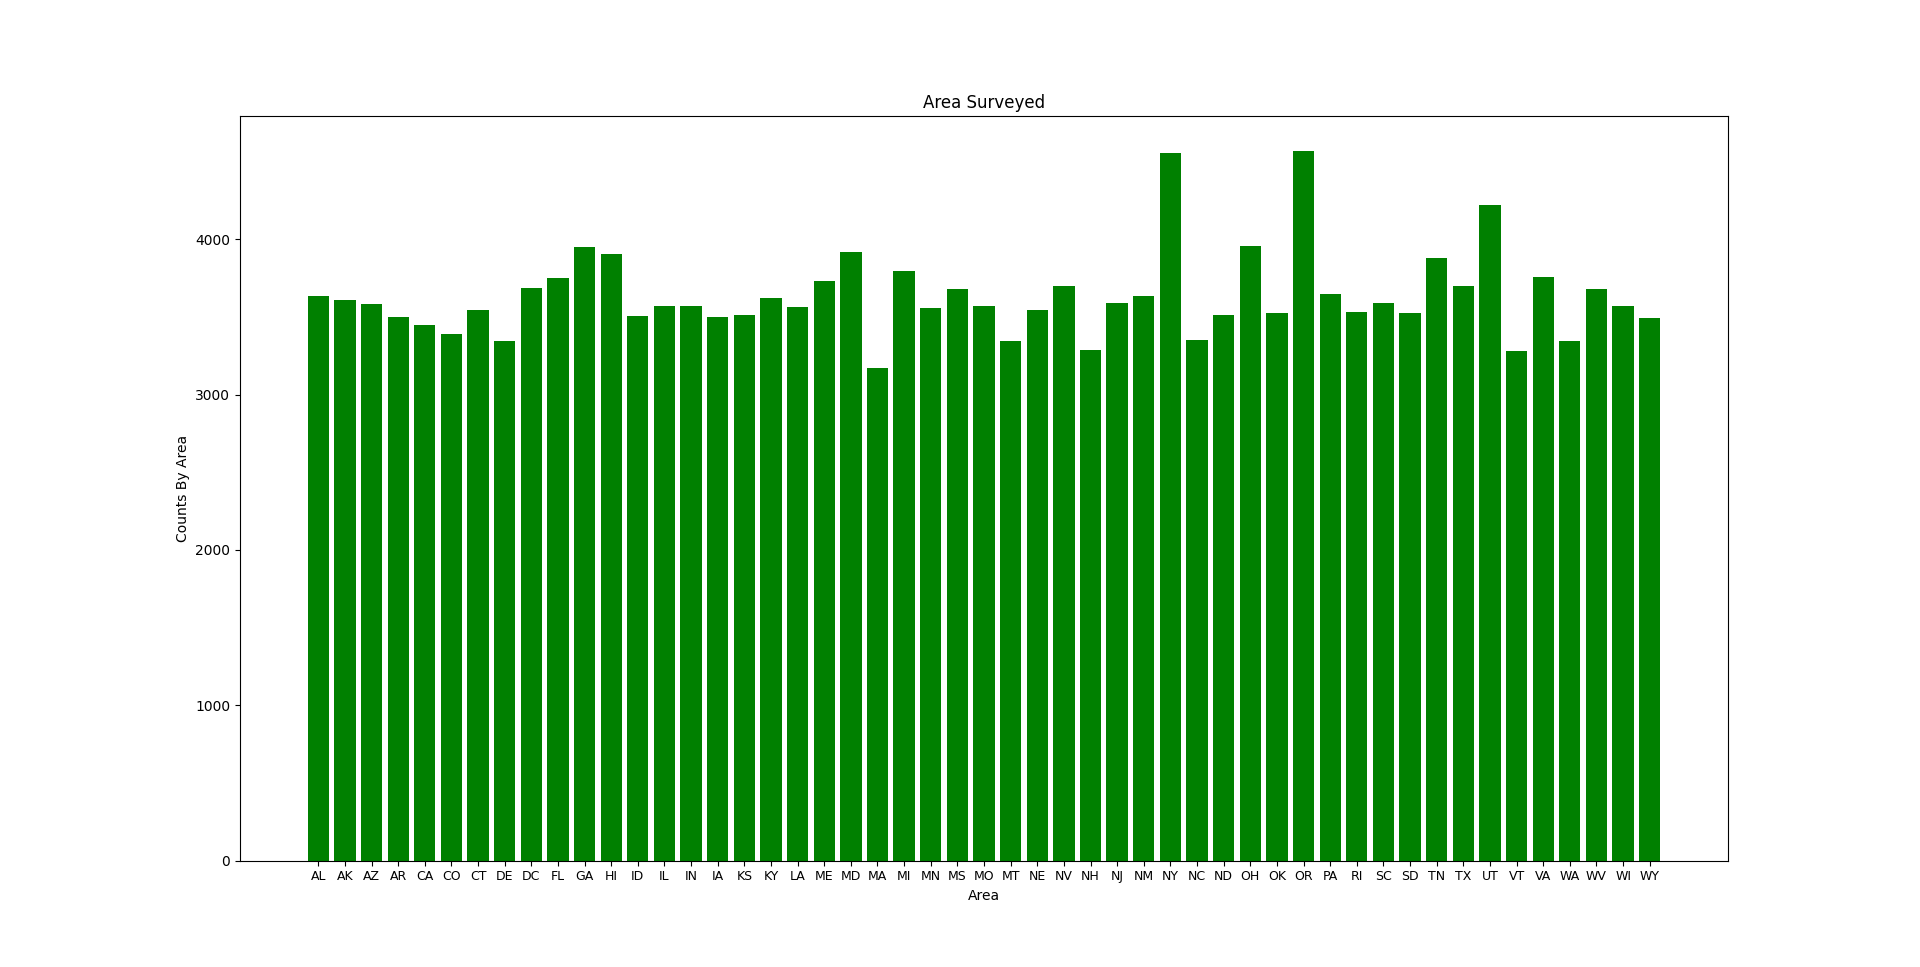 Area Surveyed
Counts By Area
4000
3000
2000
1000
0
AL AK AZ AR CA CO CT DE DC FL GA HI ID IL IN IA KS KY LA ME MD MA MI MN MS MO MT NE NV NH NJ NM NY NC ND OH OK OR PA RI SC SD TN TX UT VT VA WA WV WI WY
Area